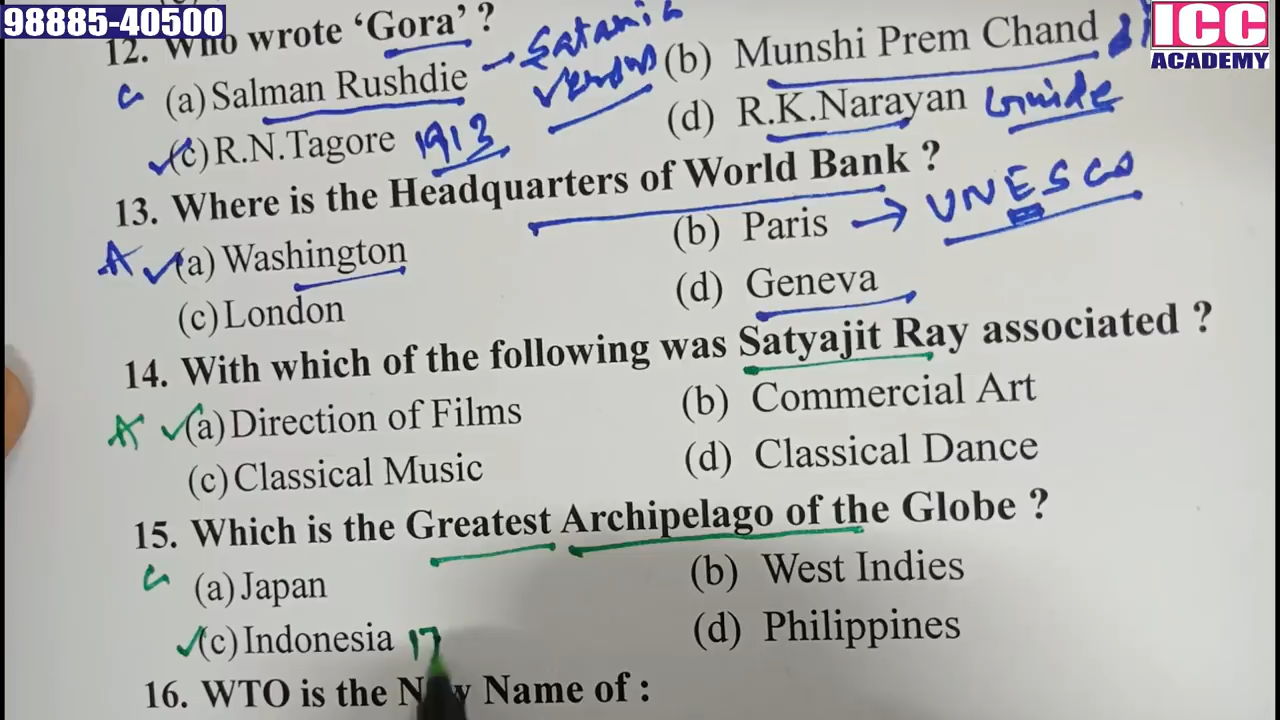 98885-40500
ICC
ACADEMY
12. Who wrote ‘Gora’ ?
(a) Salman Rushdie → Satanic Verses (b) Munshi Prem Chand
(c) R.N.Tagore 1913 (d) R.K.Narayan Guide
13. Where is the Headquarters of World Bank ?
A (a) Washington (b) Paris → UNESCO
(c) London (d) Geneva
14. With which of the following was Satyajit Ray associated ?
A (a) Direction of Films (b) Commercial Art
(c) Classical Music (d) Classical Dance
15. Which is the Greatest Archipelago of the Globe ?
(a) Japan (b) West Indies
(c) Indonesia 17 (d) Philippines
16. WTO is the New Name of :